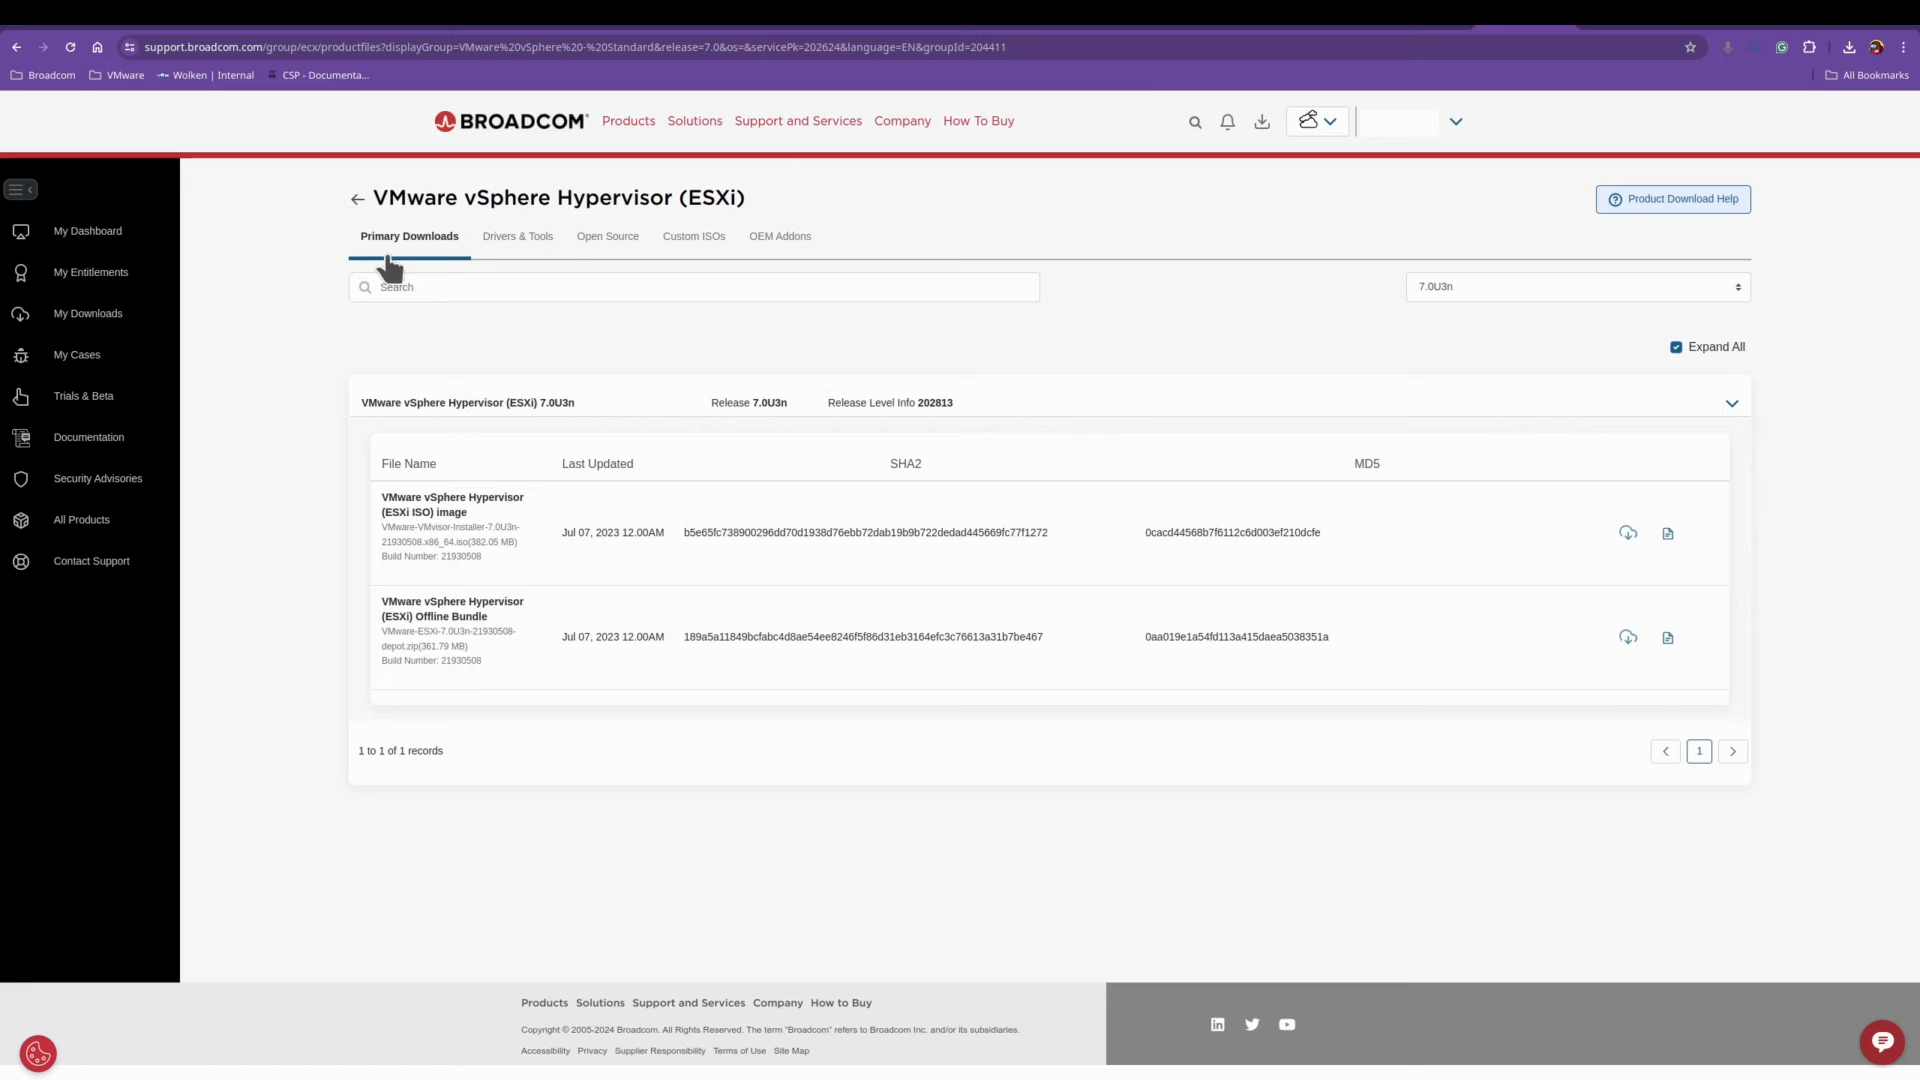 support.broadcom.com/group/ecx/productfiles?displayGroup=VMware%20vSphere%20-%20Standard&release=7.0&os=&servicePk=202624&language=EN&groupId=204411
Broadcom VMware Wolken | Internal CSP - Documenta... All Bookmarks
BROADCOM Products Solutions Support and Services Company How To Buy
VMware vSphere Hypervisor (ESXi)
Product Download Help
Primary Downloads Drivers & Tools Open Source Custom ISOs OEM Addons
Search
7.0U3n
Expand All
My Dashboard
My Entitlements
My Downloads
My Cases
Trials & Beta
Documentation
Security Advisories
All Products
Contact Support
VMware vSphere Hypervisor (ESXi) 7.0U3n Release 7.0U3n Release Level Info 202813
File Name Last Updated SHA2 MD5
VMware vSphere Hypervisor
(ESXi ISO) image
VMware-VMvisor-Installer-7.0U3n-
21930508.x86_64.iso(382.05 MB)
Build Number: 21930508
Jul 07, 2023 12.00AM b5e65fc738900296dd70d1938d76ebb72dab19b9b722dedad445669fc77f1272 0cacd44568b7f6112c6d003ef210dcfe
VMware vSphere Hypervisor
(ESXi) Offline Bundle
VMware-ESXi-7.0U3n-21930508-
depot.zip(361.79 MB)
Build Number: 21930508
Jul 07, 2023 12.00AM 189a5a11849bcfabc4d8ae54ee8246f5f86d31eb3164efc3c76613a31b7be467 0aa019e1a54fd113a415daea5038351a
1 to 1 of 1 records
1
Products Solutions Support and Services Company How to Buy
Copyright © 2005-2024 Broadcom. All Rights Reserved. The term "Broadcom" refers to Broadcom Inc. and/or its subsidiaries.
Accessibility Privacy Supplier Responsibility Terms of Use Site Map